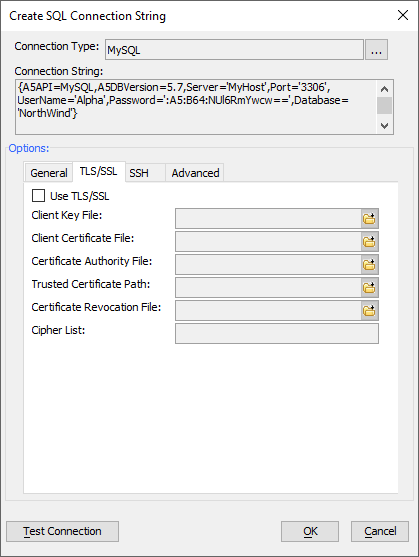 Create SQL Connection String
Connection Type: MySQL ...
Connection String:
{A5API=MySQL,A5DBVersion=5.7,Server='MyHost',Port='3306',
UserName='Alpha',Password=':A5:B64:NUl6RmYwcw==',Database=
'NorthWind'}
Options:
General TLS/SSL SSH Advanced
Use TLS/SSL
Client Key File:
Client Certificate File:
Certificate Authority File:
Trusted Certificate Path:
Certificate Revocation File:
Cipher List:
Test Connection OK Cancel